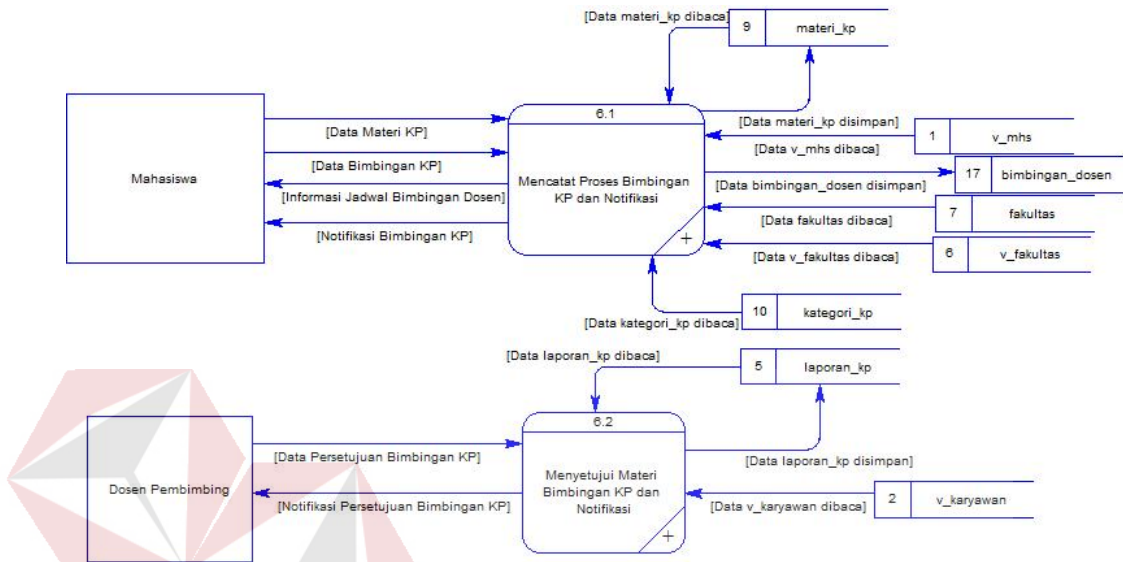 [Data materi_kp dibaca]
9
materi_kp
Mahasiswa
[Data Materi KP]
[Data Bimbingan KP]
[Informasi Jadwal Bimbingan Dosen]
[Notifikasi Bimbingan KP]
6.1
Mencatat Proses Bimbingan
KP dan Notifikasi
+
[Data materi_kp disimpan]
1
v_mhs
[Data v_mhs dibaca]
17
bimbingan_dosen
[Data bimbingan_dosen disimpan]
7
fakultas
[Data fakultas dibaca]
6
v_fakultas
[Data v_fakultas dibaca]
10
kategori_kp
[Data kategori_kp dibaca]
[Data laporan_kp dibaca]
5
laporan_kp
Dosen Pembimbing
[Data Persetujuan Bimbingan KP]
[Notifikasi Persetujuan Bimbingan KP]
6.2
Menyetujui Materi
Bimbingan KP dan
Notifikasi
+
[Data laporan_kp disimpan]
2
v_karyawan
[Data v_karyawan dibaca]